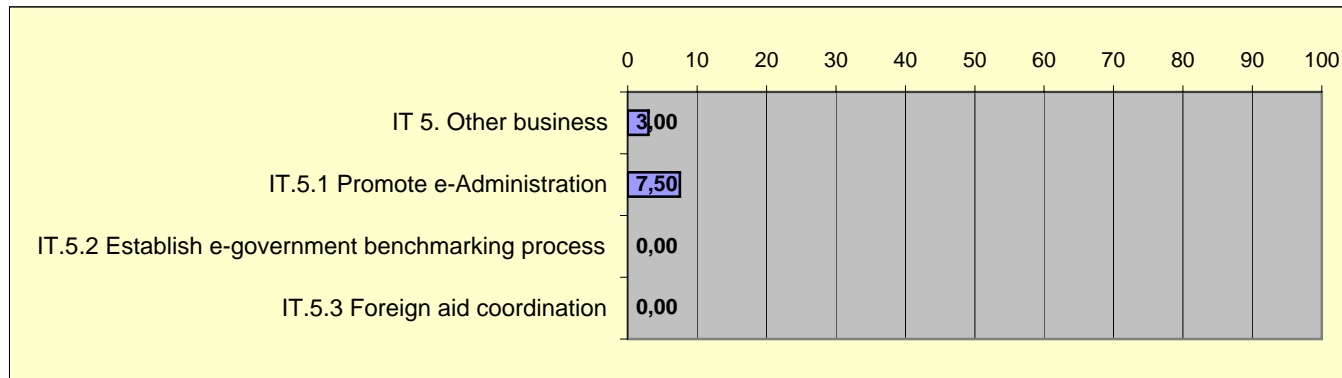 0 10 20 30 40 50 60 70 80 90 100
IT 5. Other business 3,00
IT.5.1 Promote e-Administration 7,50
IT.5.2 Establish e-government benchmarking process 0,00
IT.5.3 Foreign aid coordination 0,00